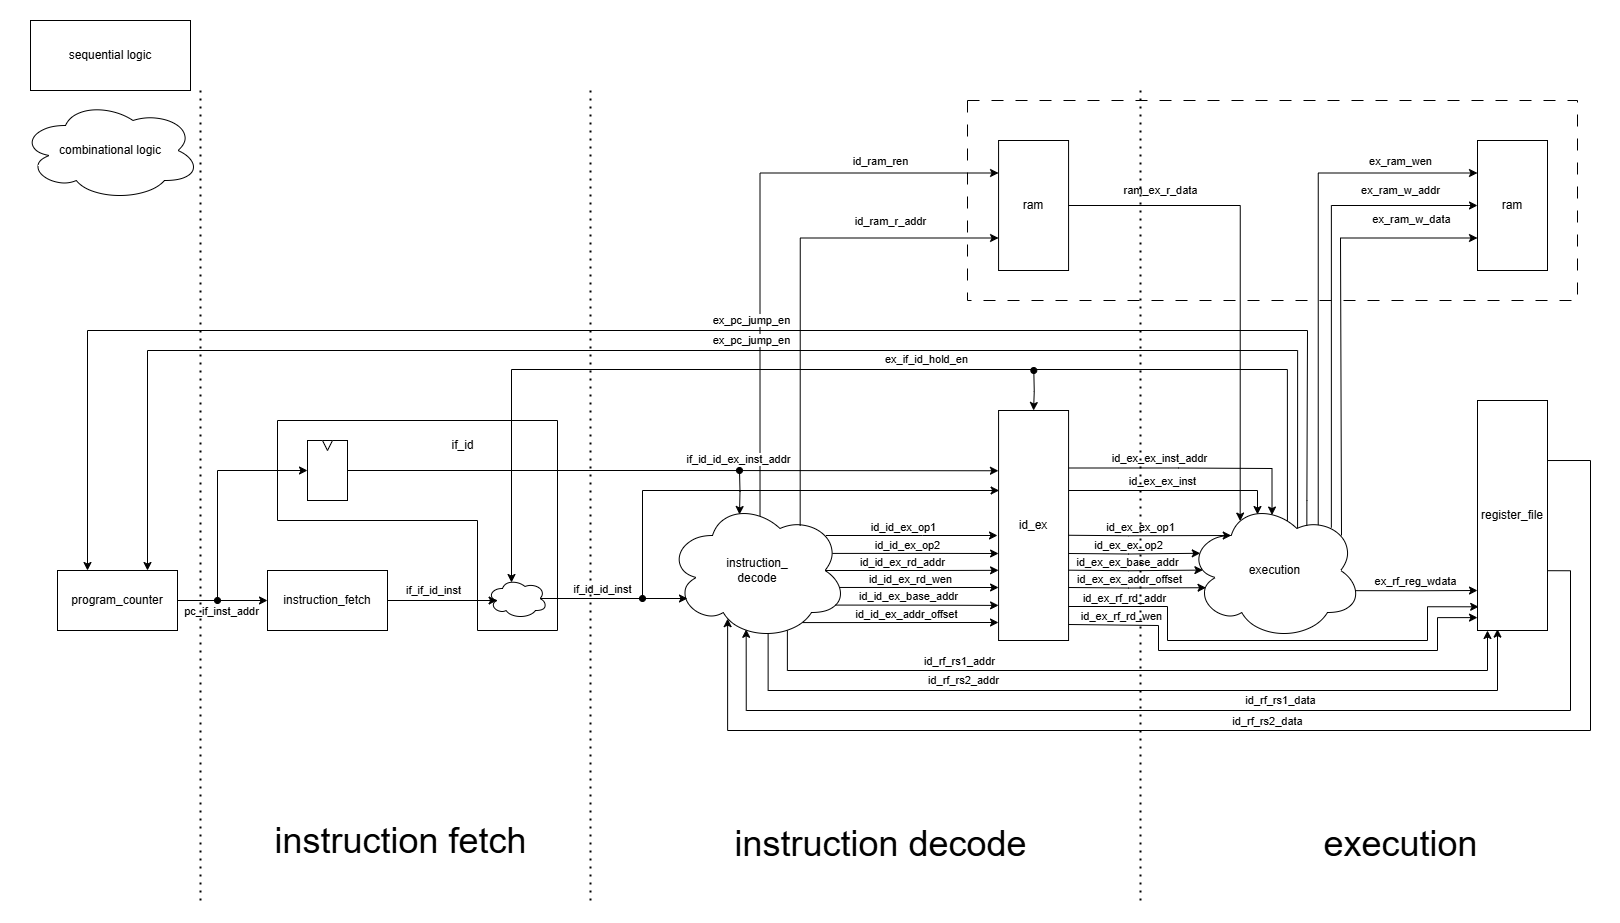 sequential logic
combinational logic
id_ram_ren
ex_ram_wen
ram_ex_r_data
ex_ram_w_addr
ram
ram
id_ram_r_addr
ex_ram_w_data
ex_pc_jump_en
ex_pc_jump_en
ex_if_id_hold_en
if_id
if_id_id_ex_inst_addr
id_ex_ex_inst_addr
id_ex_ex_inst
id_ex
register_file
id_id_ex_op1
id_ex_ex_op1
id_id_ex_op2
id_ex_ex_op2
instruction_
decode
id_id_ex_rd_addr
id_ex_ex_base_addr
execution
id_id_ex_rd_wen
id_ex_ex_addr_offset
ex_rf_reg_wdata
if_if_id_inst
if_id_id_inst
id_id_ex_base_addr
id_ex_rf_rd_addr
program_counter
instruction_fetch
pc_if_inst_addr
id_id_ex_addr_offset
id_ex_rf_rd_wen
id_rf_rs1_addr
id_rf_rs2_addr
id_rf_rs1_data
id_rf_rs2_data
instruction fetch
instruction decode
execution